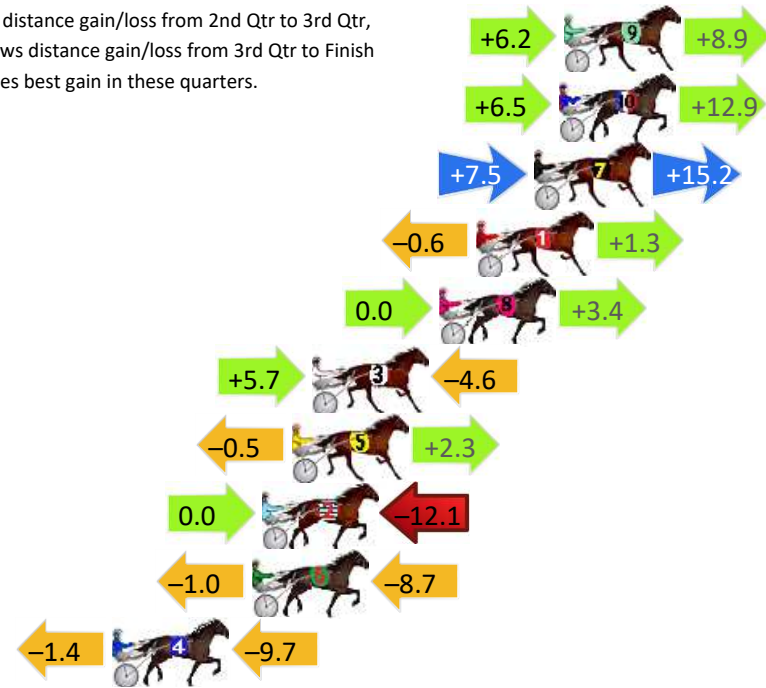 distance gain/loss from 2nd Qtr to 3rd Qtr,
ws distance gain/loss from 3rd Qtr to Finish
es best gain in these quarters.
+6.2 9 +8.9
+6.5 10 +12.9
+7.5 7 +15.2
–0.6 1 +1.3
0.0 8 +3.4
+5.7 3 –4.6
–0.5 5 +2.3
0.0 2 –12.1
–1.0 6 –8.7
–1.4 4 –9.7